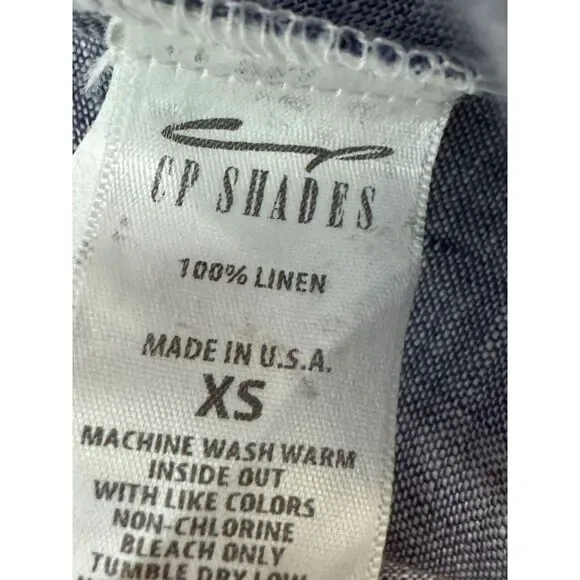 CP SHADES
100% LINEN
MADE IN U.S.A.
XS
MACHINE WASH WARM
INSIDE OUT
WITH LIKE COLORS
NON-CHLORINE
BLEACH ONLY
TUMBLE DRY LOW